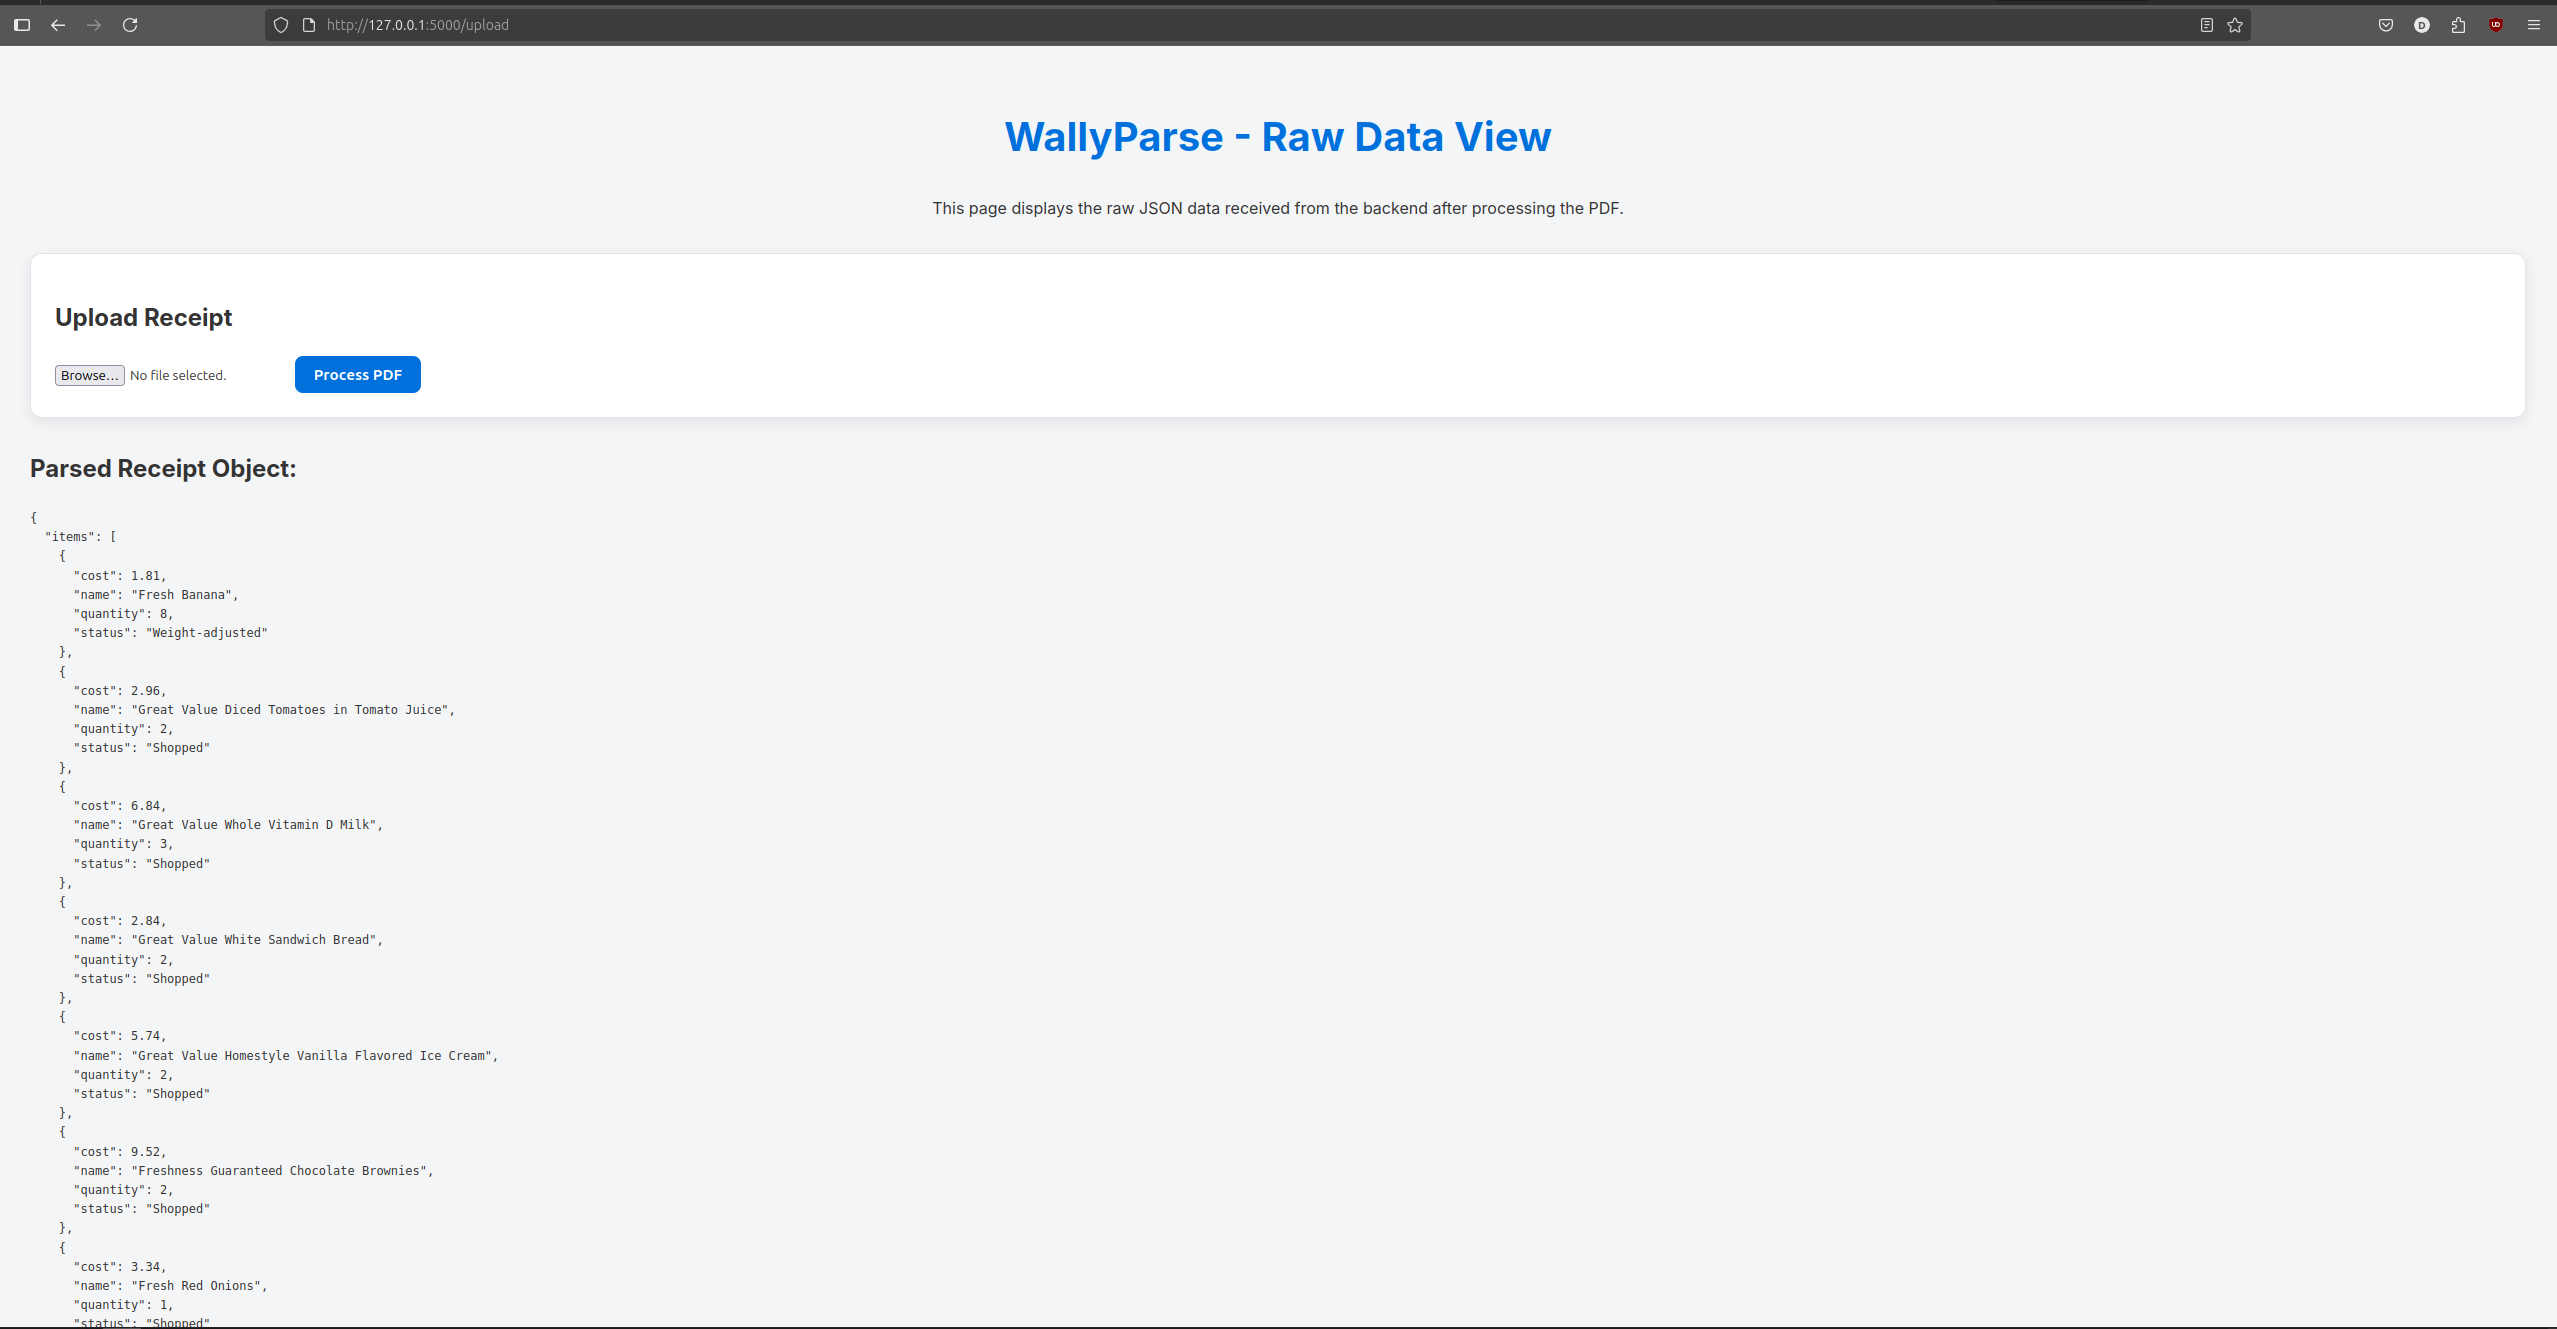 http://127.0.0.1:5000/upload
WallyParse - Raw Data View
This page displays the raw JSON data received from the backend after processing the PDF.
Upload Receipt
Browse... No file selected. Process PDF
Parsed Receipt Object:
{
  "items": [
    {
      "cost": 1.81,
      "name": "Fresh Banana",
      "quantity": 8,
      "status": "Weight-adjusted"
    },
    {
      "cost": 2.96,
      "name": "Great Value Diced Tomatoes in Tomato Juice",
      "quantity": 2,
      "status": "Shopped"
    },
    {
      "cost": 6.84,
      "name": "Great Value Whole Vitamin D Milk",
      "quantity": 3,
      "status": "Shopped"
    },
    {
      "cost": 2.84,
      "name": "Great Value White Sandwich Bread",
      "quantity": 2,
      "status": "Shopped"
    },
    {
      "cost": 5.74,
      "name": "Great Value Homestyle Vanilla Flavored Ice Cream",
      "quantity": 2,
      "status": "Shopped"
    },
    {
      "cost": 9.52,
      "name": "Freshness Guaranteed Chocolate Brownies",
      "quantity": 2,
      "status": "Shopped"
    },
    {
      "cost": 3.34,
      "name": "Fresh Red Onions",
      "quantity": 1,
      "status": "Shopped"